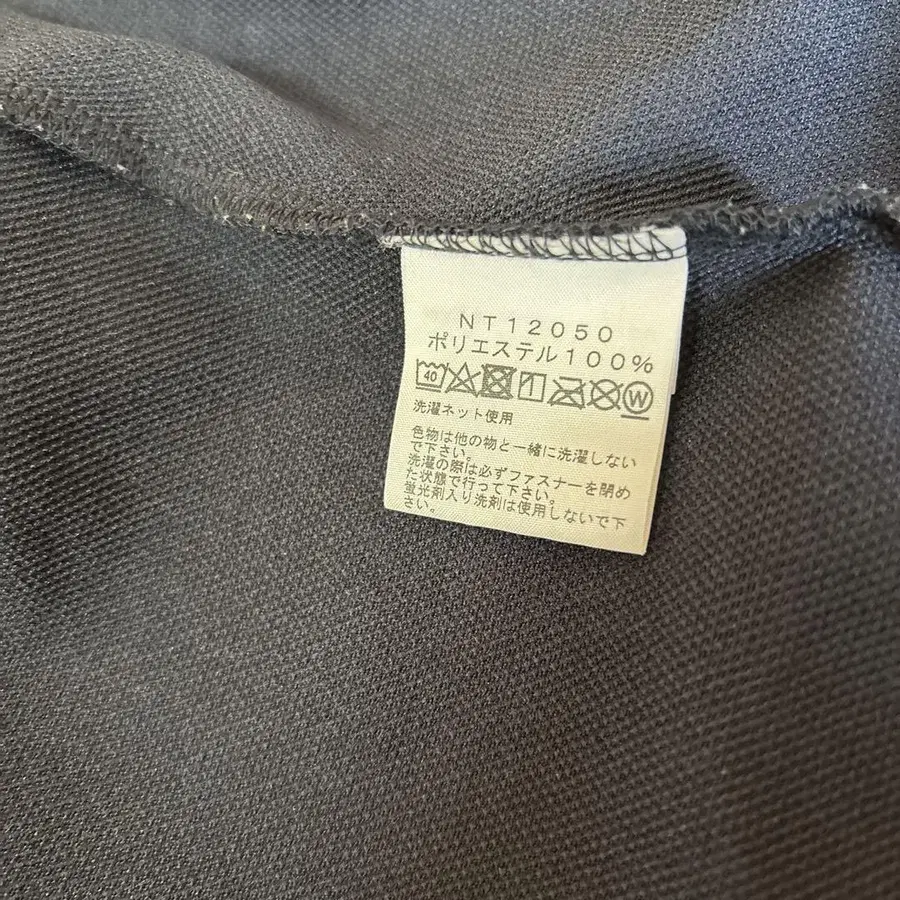 NT12050
ポリエステル100%
40 W
洗濯ネット使用
色物は他の物と一緒に洗濯しない
で下さい。
洗濯の際は必ずファスナーを閉め
た状態で行って下さい。
蛍光剤入り洗剤は使用しないで下
さい。